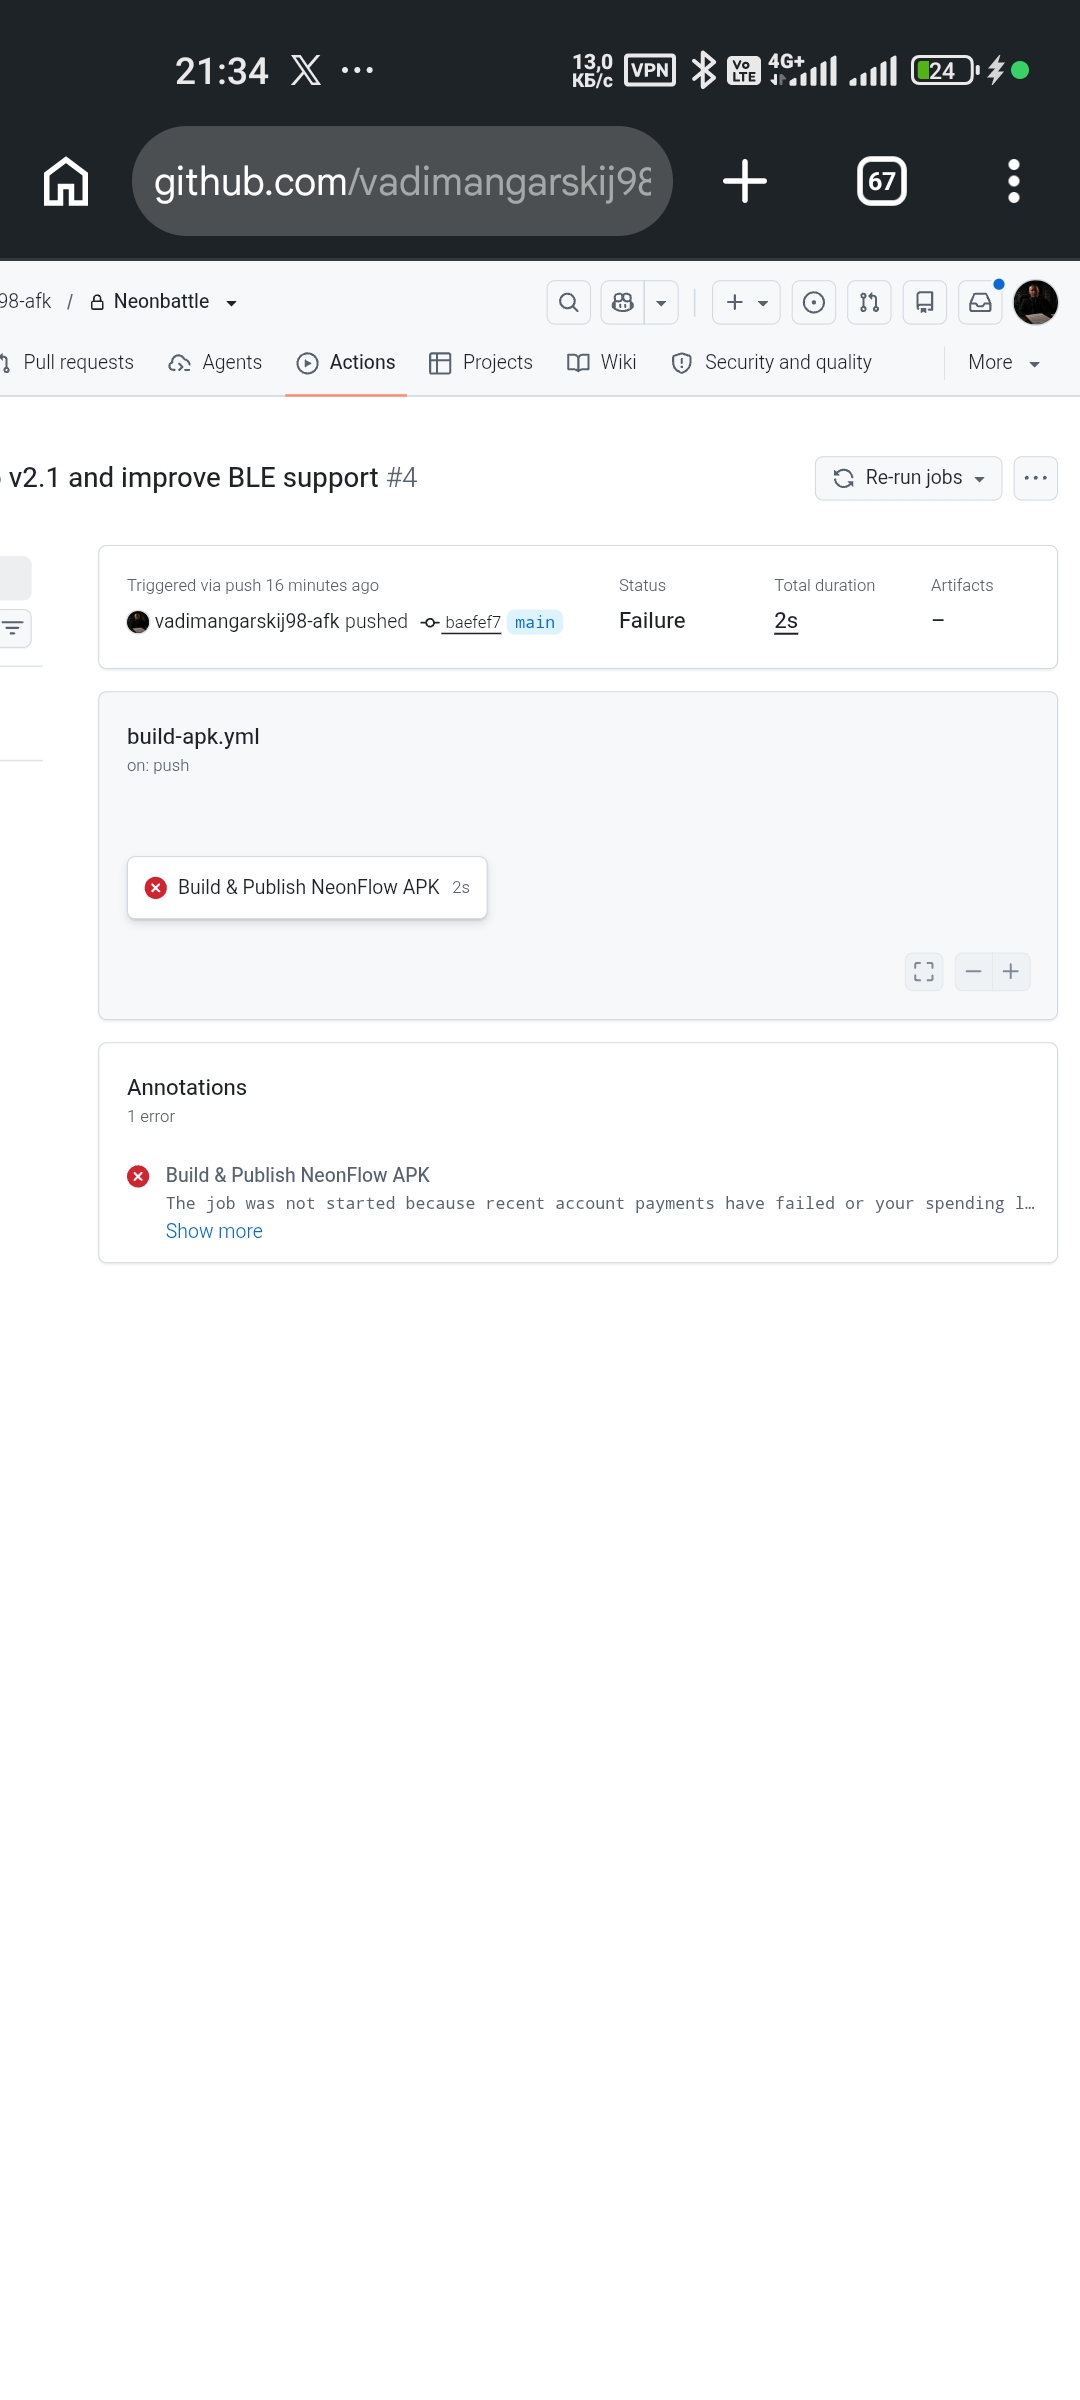 21:34
13,0
КБ/с
VPN
Vo
LTE
4G+
24
github.com/vadimangarskij98
67
98-afk / Neonbattle
Pull requests
Agents
Actions
Projects
Wiki
Security and quality
More
v2.1 and improve BLE support #4
Re-run jobs
Triggered via push 16 minutes ago
vadimangarskij98-afk pushed baefef7 main
Status
Failure
Total duration
2s
Artifacts
–
build-apk.yml
on: push
Build & Publish NeonFlow APK 2s
Annotations
1 error
Build & Publish NeonFlow APK
The job was not started because recent account payments have failed or your spending l…
Show more